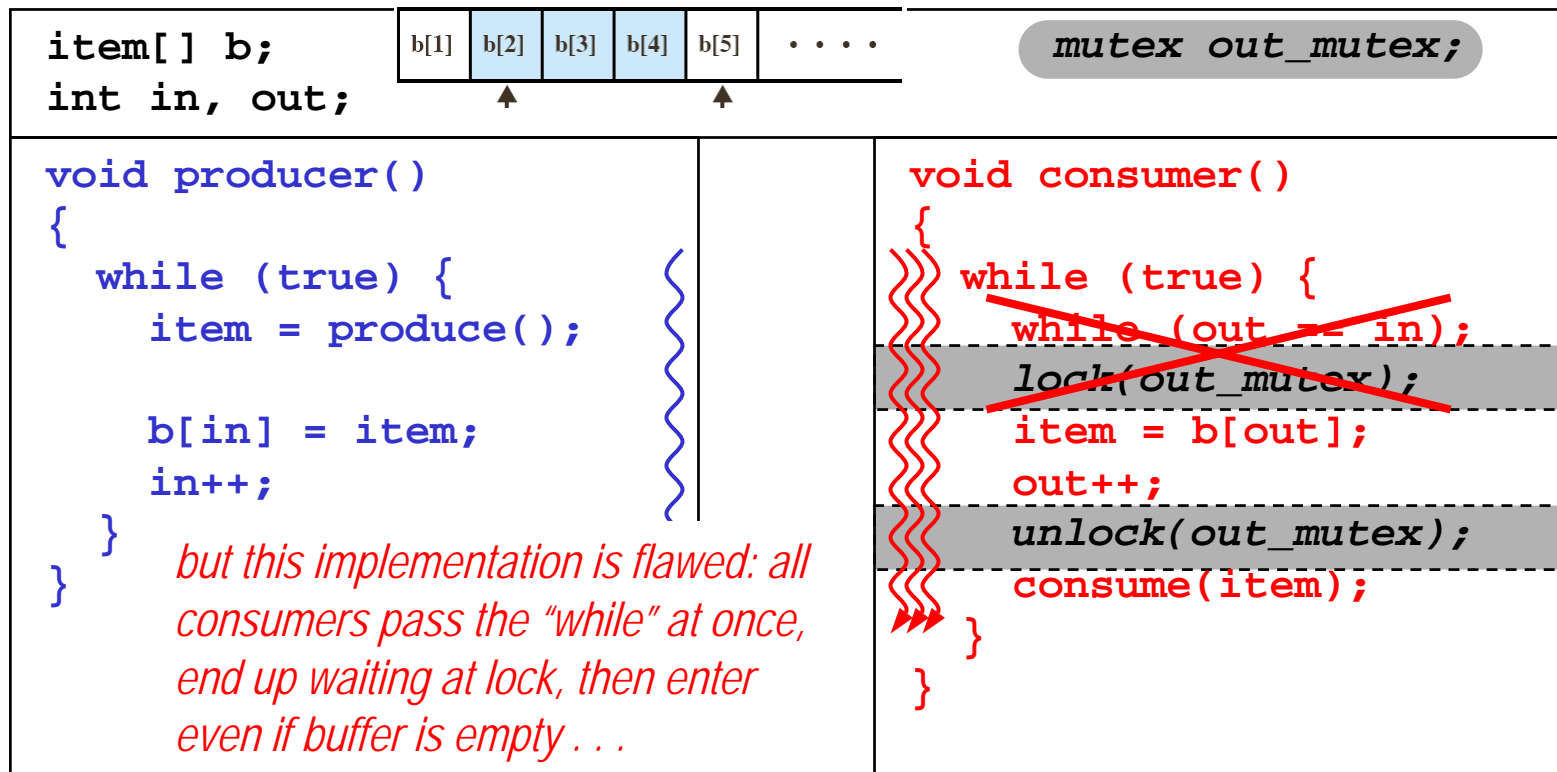 item[] b;
int in, out;
b[1] b[2] b[3] b[4] b[5] . . . .
mutex out_mutex;
void producer()
{
while (true) {
item = produce();
b[in] = item;
in++;
}
}
but this implementation is flawed: all
consumers pass the “while” at once,
end up waiting at lock, then enter
even if buffer is empty . . .
void consumer()
{
while (true) {
while (out == in);
lock(out_mutex);
item = b[out];
out++;
unlock(out_mutex);
consume(item);
}
}